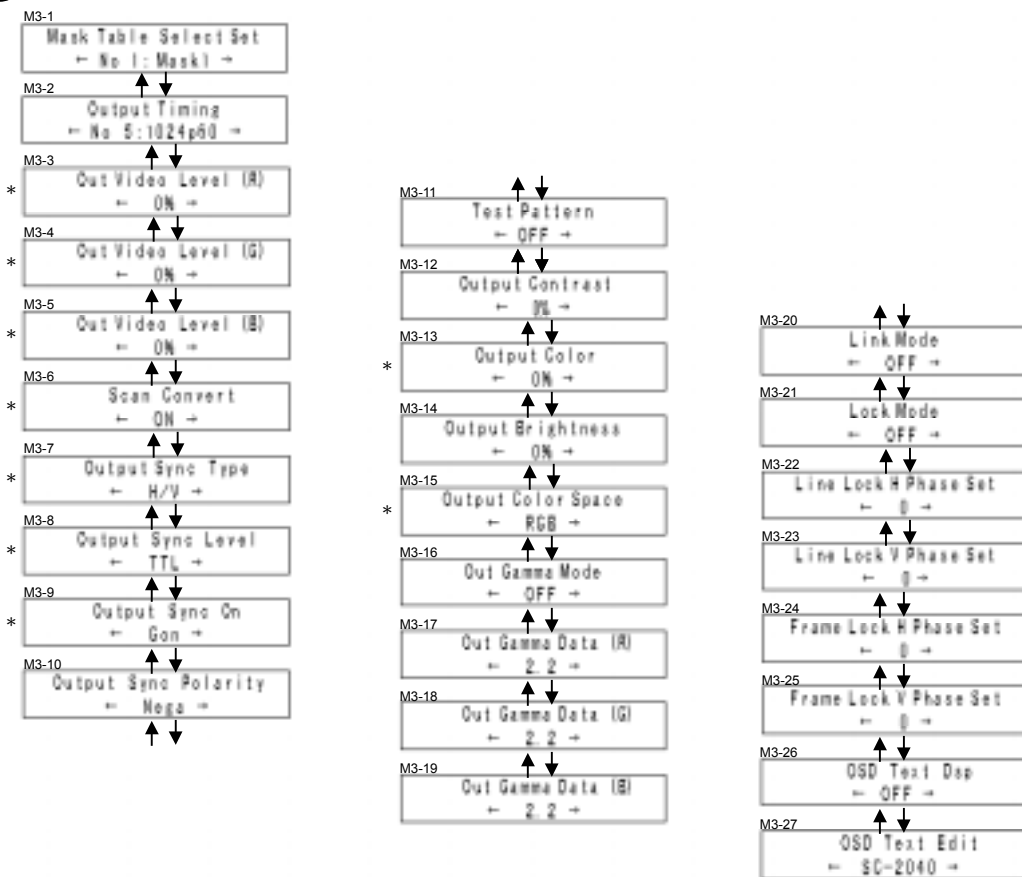 M3-1
Mask Table Select Set
← No 1: Mask1 →
M3-2
Output Timing
← No 5:1024p60 →
M3-3
* Out Video Level (R)
← 0% →
M3-4
* Out Video Level (G)
← 0% →
M3-5
* Out Video Level (B)
← 0% →
M3-6
* Scan Convert
← ON →
M3-7
* Output Sync Type
← H/V →
M3-8
* Output Sync Level
← TTL →
M3-9
* Output Sync On
← Gon →
M3-10
Output Sync Polarity
← Nega →
M3-11
Test Pattern
← OFF →
M3-12
Output Contrast
← 0% →
M3-13
* Output Color
← 0% →
M3-14
Output Brightness
← 0% →
M3-15
* Output Color Space
← RGB →
M3-16
Out Gamma Mode
← OFF →
M3-17
Out Gamma Data (R)
← 2.2 →
M3-18
Out Gamma Data (G)
← 2.2 →
M3-19
Out Gamma Data (B)
← 2.2 →
M3-20
Link Mode
← OFF →
M3-21
Lock Mode
← OFF →
M3-22
Line Lock H Phase Set
← 0 →
M3-23
Line Lock V Phase Set
← 0 →
M3-24
Frame Lock H Phase Set
← 0 →
M3-25
Frame Lock V Phase Set
← 0 →
M3-26
OSD Text Dsp
← OFF →
M3-27
OSD Text Edit
← SC-2040 →